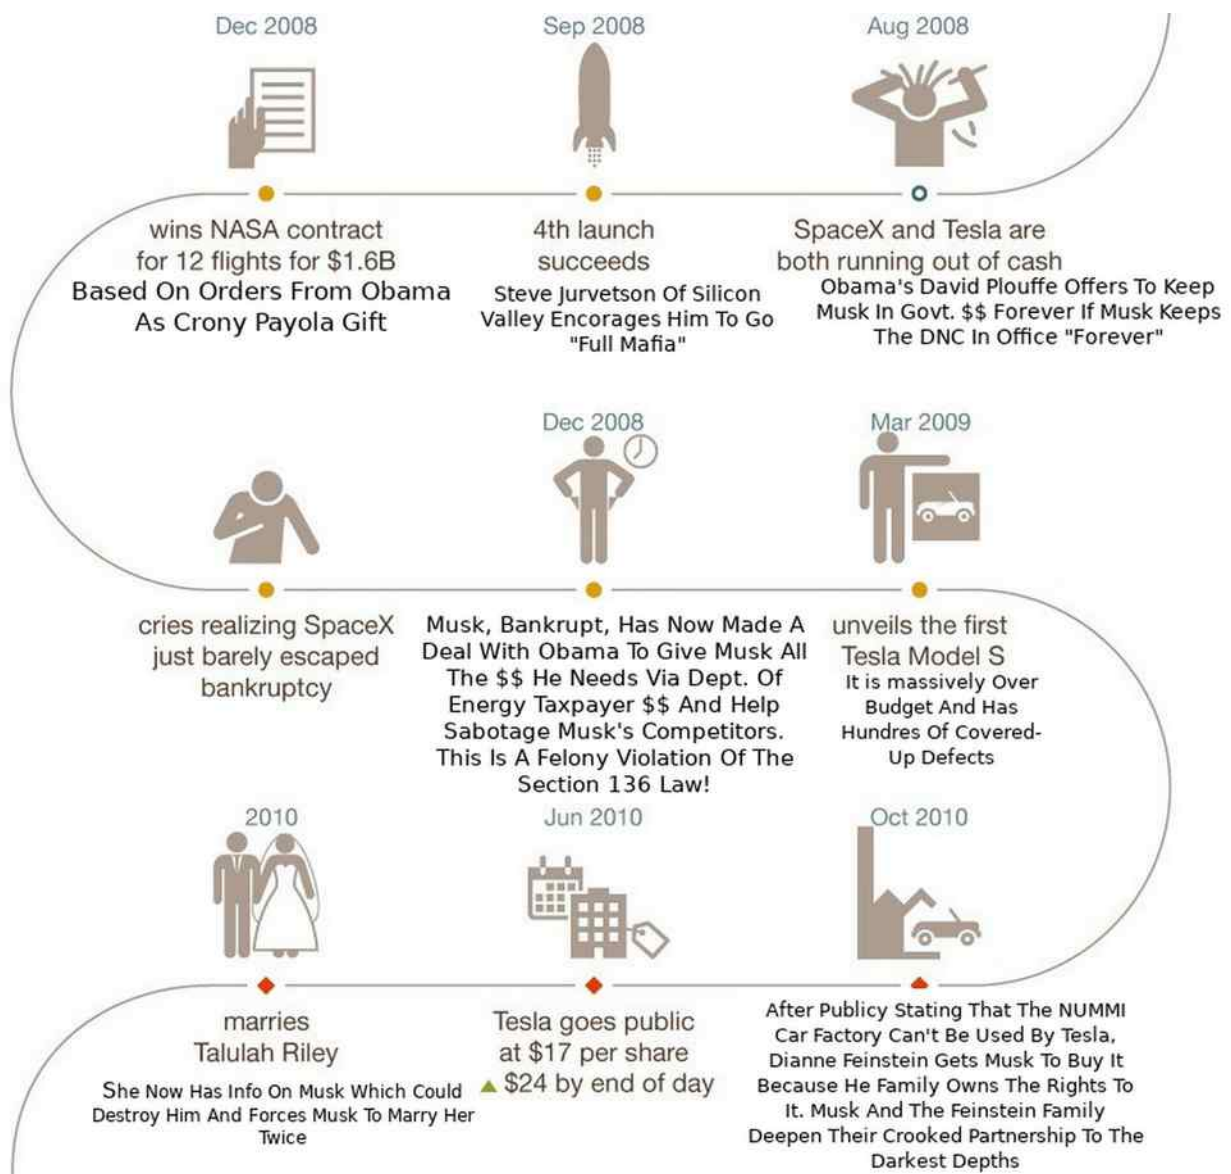 Dec 2008
Sep 2008
Aug 2008
wins NASA contract
for 12 flights for $1.6B
Based On Orders From Obama
As Crony Payola Gift
4th launch
succeeds
Steve Jurvetson Of Silicon
Valley Encorages Him To Go
"Full Mafia"
SpaceX and Tesla are
both running out of cash
Obama's David Plouffe Offers To Keep
Musk In Govt. $$ Forever If Musk Keeps
The DNC In Office "Forever"
Dec 2008
Mar 2009
cries realizing SpaceX
just barely escaped
bankruptcy
Musk, Bankrupt, Has Now Made A
Deal With Obama To Give Musk All
The $$ He Needs Via Dept. Of
Energy Taxpayer $$ And Help
Sabotage Musk's Competitors.
This Is A Felony Violation Of The
Section 136 Law!
unveils the first
Tesla Model S
It is massively Over
Budget And Has
Hundres Of Covered-
Up Defects
2010
Jun 2010
Oct 2010
marries
Talulah Riley
She Now Has Info On Musk Which Could
Destroy Him And Forces Musk To Marry Her
Twice
Tesla goes public
at $17 per share
$24 by end of day
After Publicy Stating That The NUMMI
Car Factory Can't Be Used By Tesla,
Dianne Feinstein Gets Musk To Buy It
Because He Family Owns The Rights To
It. Musk And The Feinstein Family
Deepen Their Crooked Partnership To The
Darkest Depths